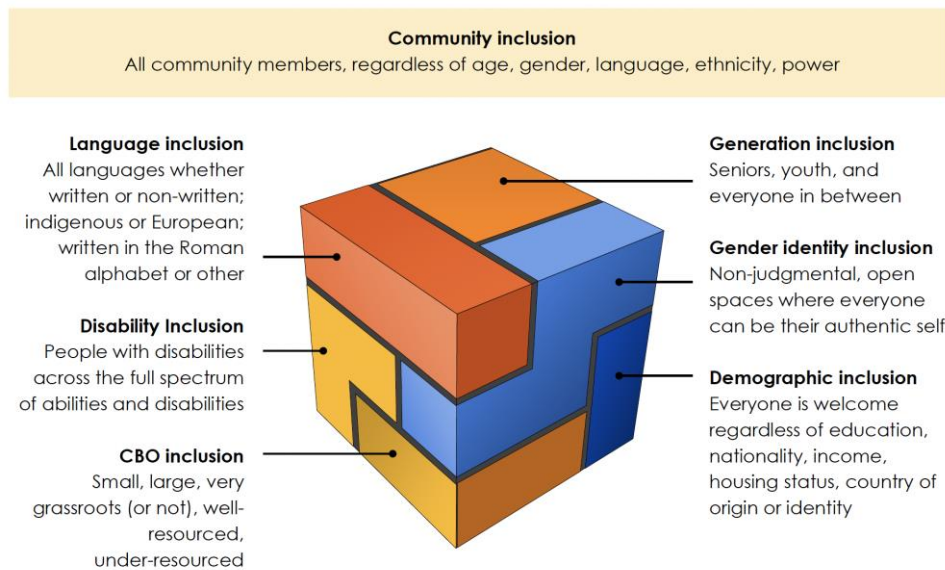 Community inclusion
All community members, regardless of age, gender, language, ethnicity, power
Language inclusion
All languages whether
written or non-written;
indigenous or European;
written in the Roman
alphabet or other
Disability Inclusion
People with disabilities
across the full spectrum
of abilities and disabilities
CBO inclusion
Small, large, very
grassroots (or not), well-
resourced,
under-resourced
Generation inclusion
Seniors, youth, and
everyone in between
Gender identity inclusion
Non-judgmental, open
spaces where everyone
can be their authentic self
Demographic inclusion
Everyone is welcome
regardless of education,
nationality, income,
housing status, country of
origin or identity